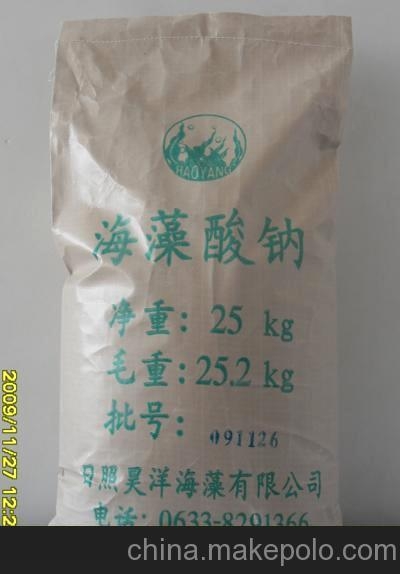 HAOYANG
海藻酸钠
净重: 25 kg
毛重: 25.2 kg
批号: 091126
日照昊洋海藻有限公司
电话: 0633-8291366
2009/11/27 12:2
china.makepolo.com